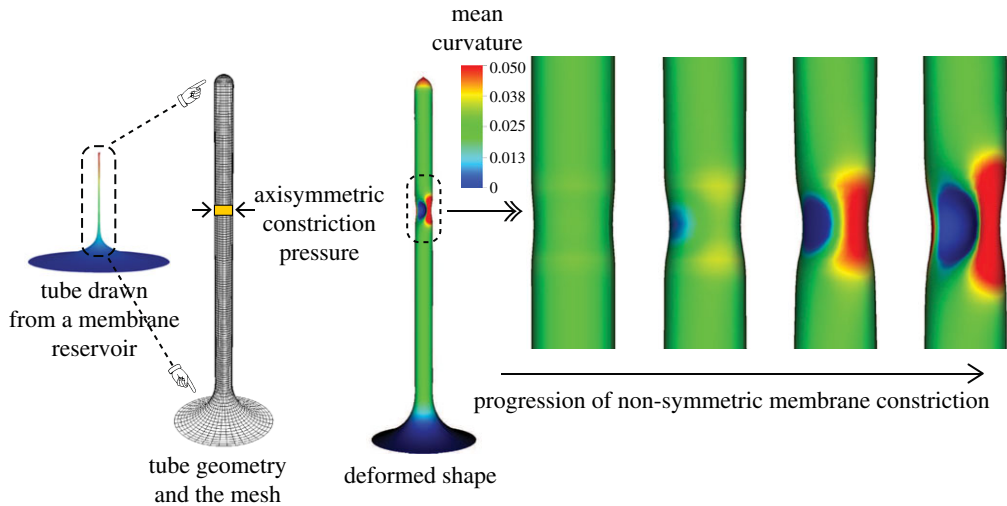 mean
curvature
0.050
0.038
0.025
0.013
0
axisymmetric
constriction
pressure
tube drawn
from a membrane
reservoir
progression of non-symmetric membrane constriction
tube geometry
and the mesh
deformed shape